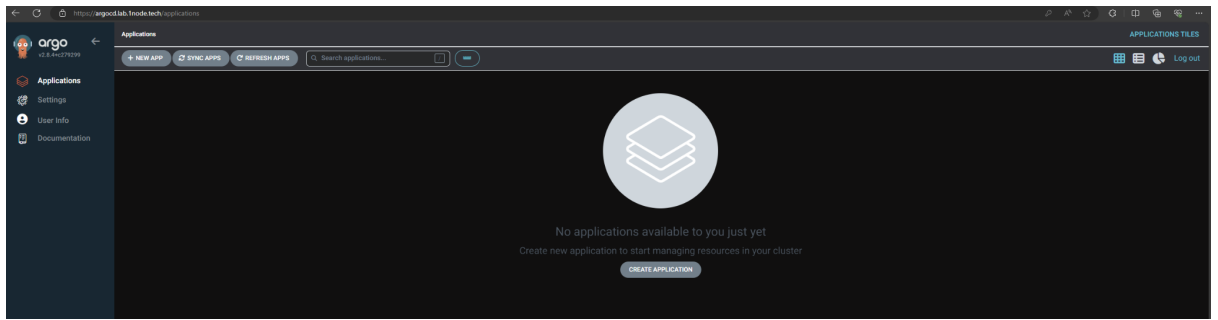 https://argocd.lab.1node.tech/applications
argo
v2.8.4+c279299
Applications
Settings
User Info
Documentation
Applications
APPLICATIONS TILES
+ NEW APP
SYNC APPS
REFRESH APPS
Search applications...
/
Log out
No applications available to you just yet
Create new application to start managing resources in your cluster
CREATE APPLICATION